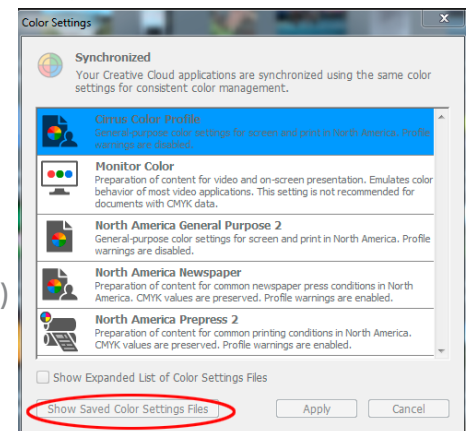 Color Settings
x
Synchronized
Your Creative Cloud applications are synchronized using the same color
settings for consistent color management.
Cirrus Color Profile
General-purpose color settings for screen and print in North America. Profile
warnings are disabled.
Monitor Color
Preparation of content for video and on-screen presentation. Emulates color
behavior of most video applications. This setting is not recommended for
documents with CMYK data.
North America General Purpose 2
General-purpose color settings for screen and print in North America. Profile
warnings are disabled.
North America Newspaper
Preparation of content for common newspaper press conditions in North
America. CMYK values are preserved. Profile warnings are enabled.
)
North America Prepress 2
Preparation of content for common printing conditions in North America.
CMYK values are preserved. Profile warnings are enabled.
Show Expanded List of Color Settings Files
Show Saved Color Settings Files
Apply
Cancel